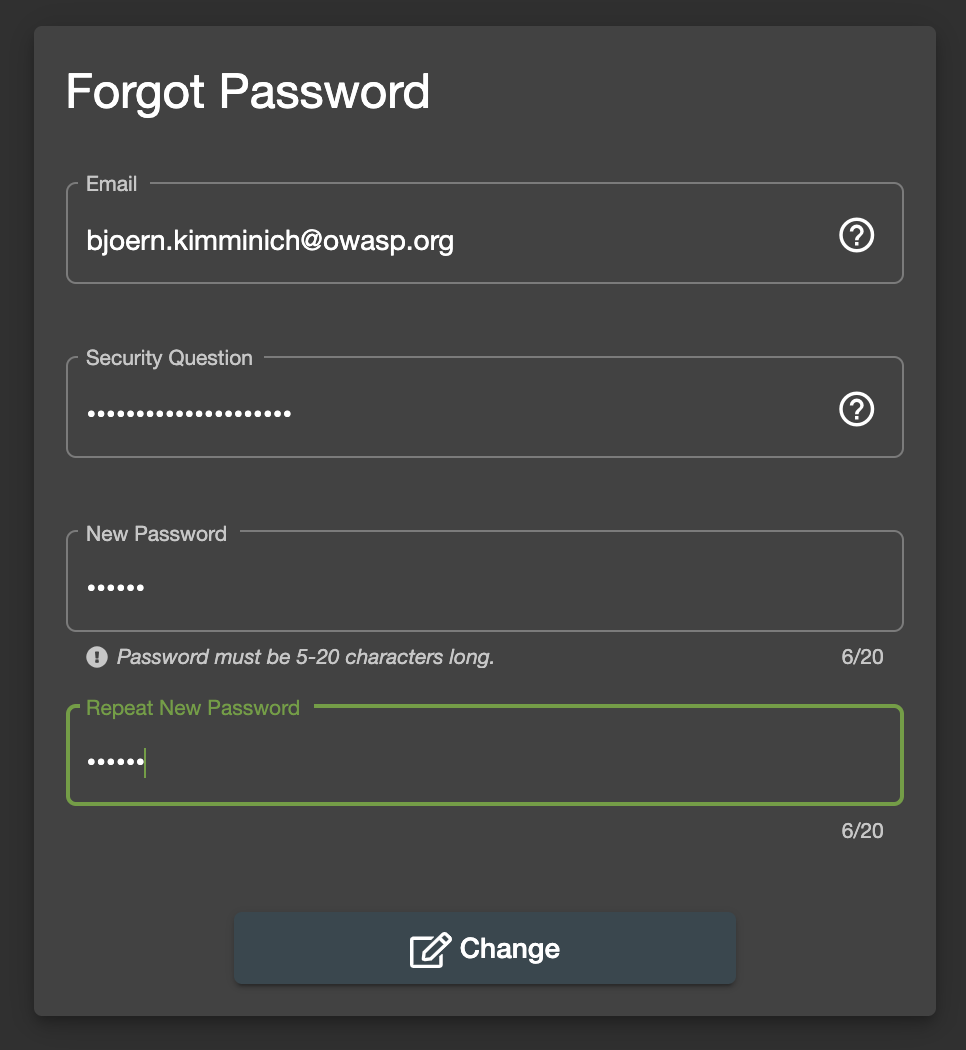 Forgot Password
Email
bjoern.kimminich@owasp.org
Security Question
•••••••••••••••••••••
New Password
••••••
Password must be 5-20 characters long.
6/20
Repeat New Password
••••••
6/20
Change